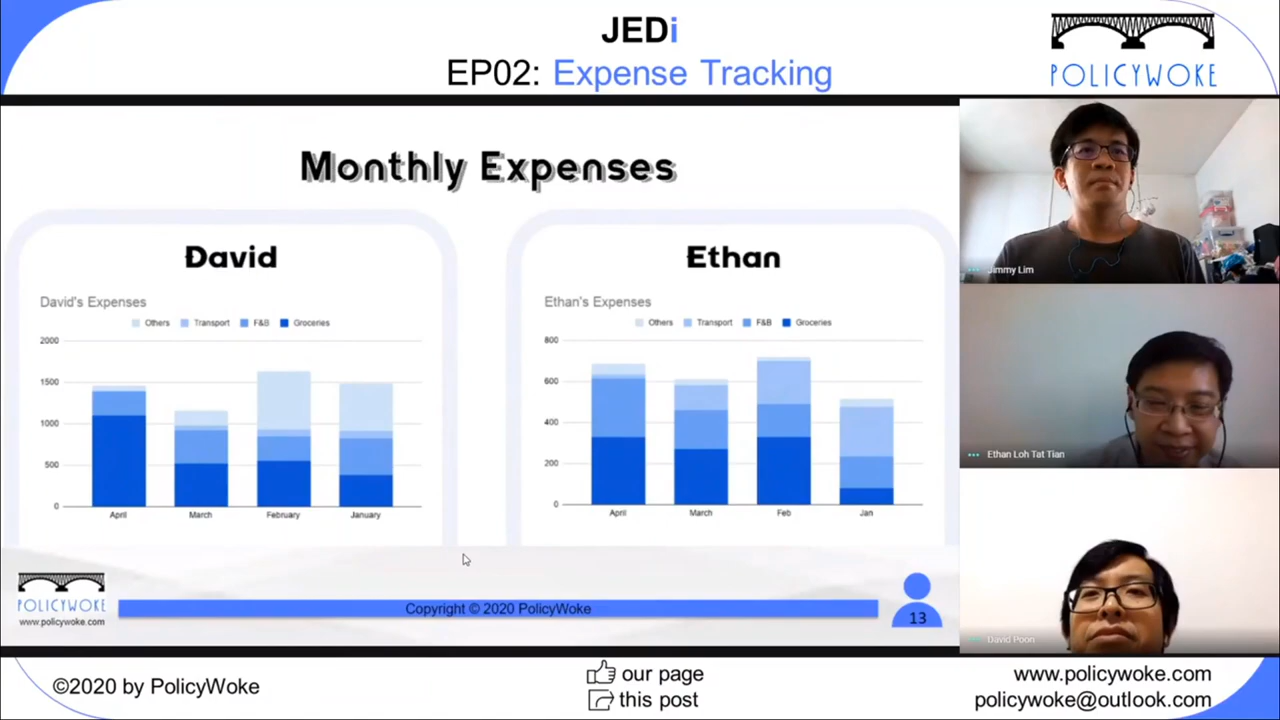 JEDi
EP02: Expense Tracking
POLICYWOKE
Monthly Expenses
David
David's Expenses
Others Transport F&B Groceries
2000
1500
1000
500
0
April March February January
Ethan
Ethan's Expenses
Others Transport F&B Groceries
800
600
400
200
0
April March Feb Jan
Jimmy Lim
Ethan Loh Tat Tian
David Poon
POLICYWOKE
www.policywoke.com
Copyright © 2020 PolicyWoke
13
©2020 by PolicyWoke
our page
this post
www.policywoke.com
policywoke@outlook.com